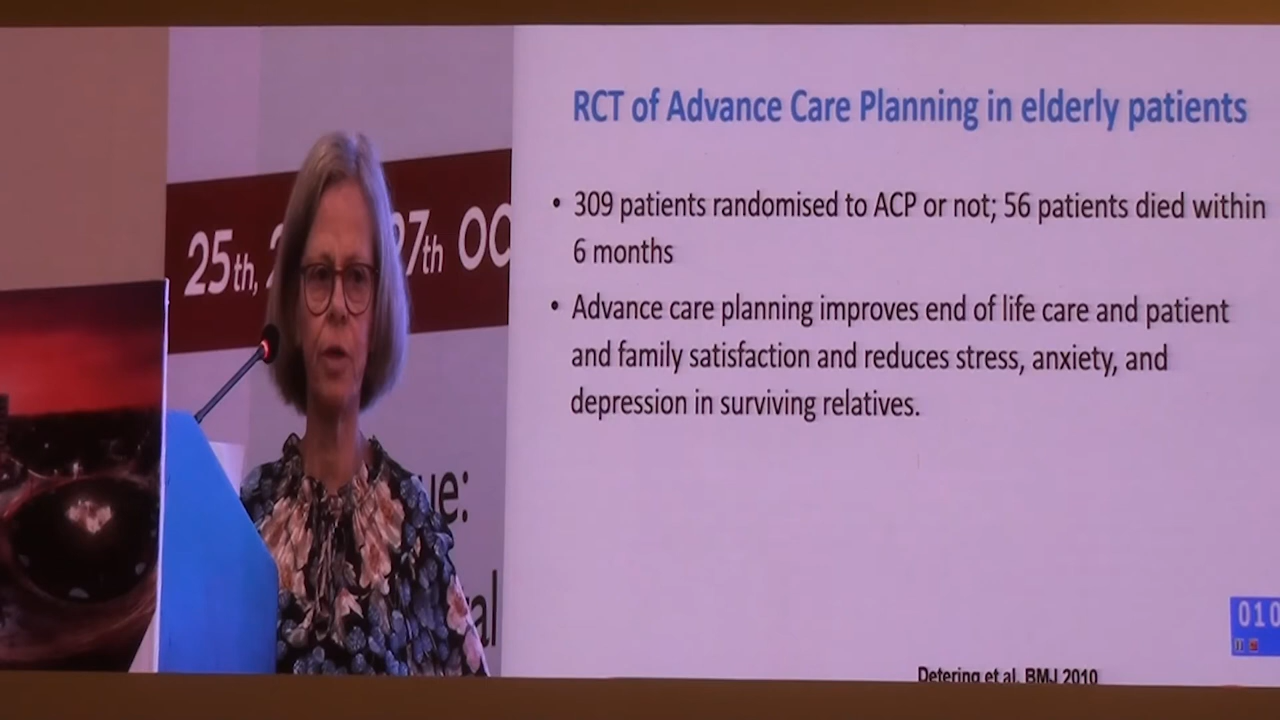 RCT of Advance Care Planning in elderly patients
• 309 patients randomised to ACP or not; 56 patients died within
6 months
• Advance care planning improves end of life care and patient
and family satisfaction and reduces stress, anxiety, and
depression in surviving relatives.
Detering et al. BMJ 2010
25th, 27th OC
ue:
al
010